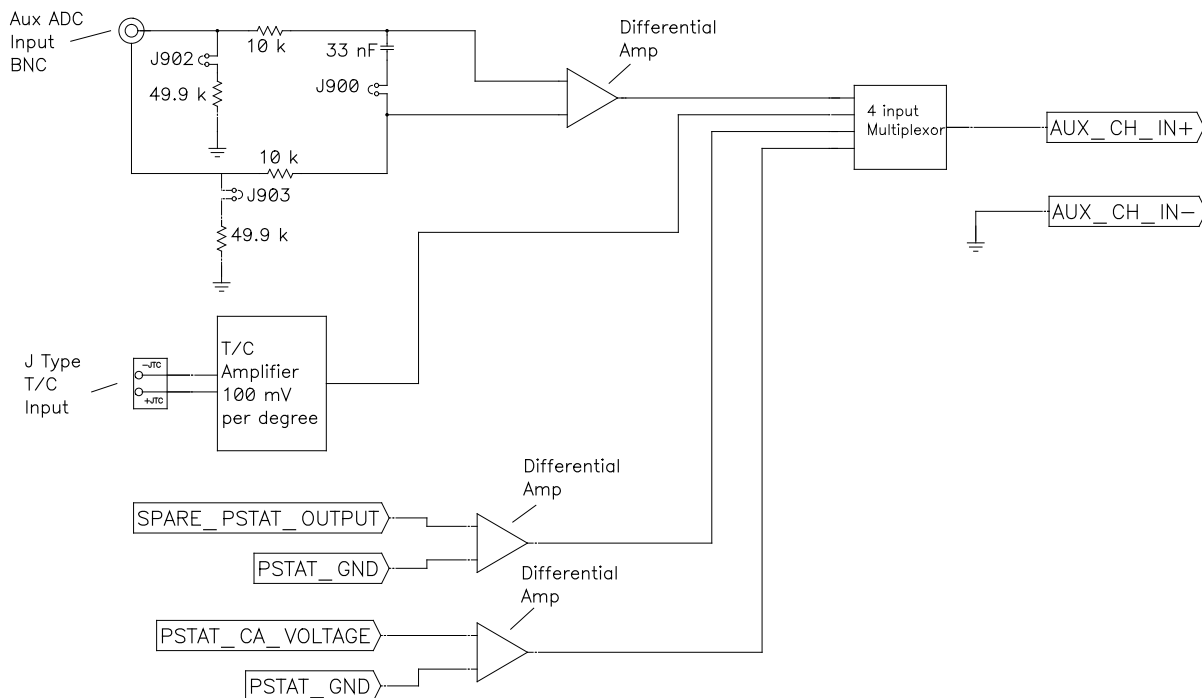 Aux ADC
Input
BNC
10 k
J902
49.9 k
33 nF
J900
Differential
Amp
10 k
J903
49.9 k
4 input
Multiplexor
AUX_CH_IN+
AUX_CH_IN-
J Type
T/C
Input
-JTC
+JTC
T/C
Amplifier
100 mV
per degree
Differential
Amp
SPARE_PSTAT_OUTPUT
PSTAT_GND
Differential
Amp
PSTAT_CA_VOLTAGE
PSTAT_GND